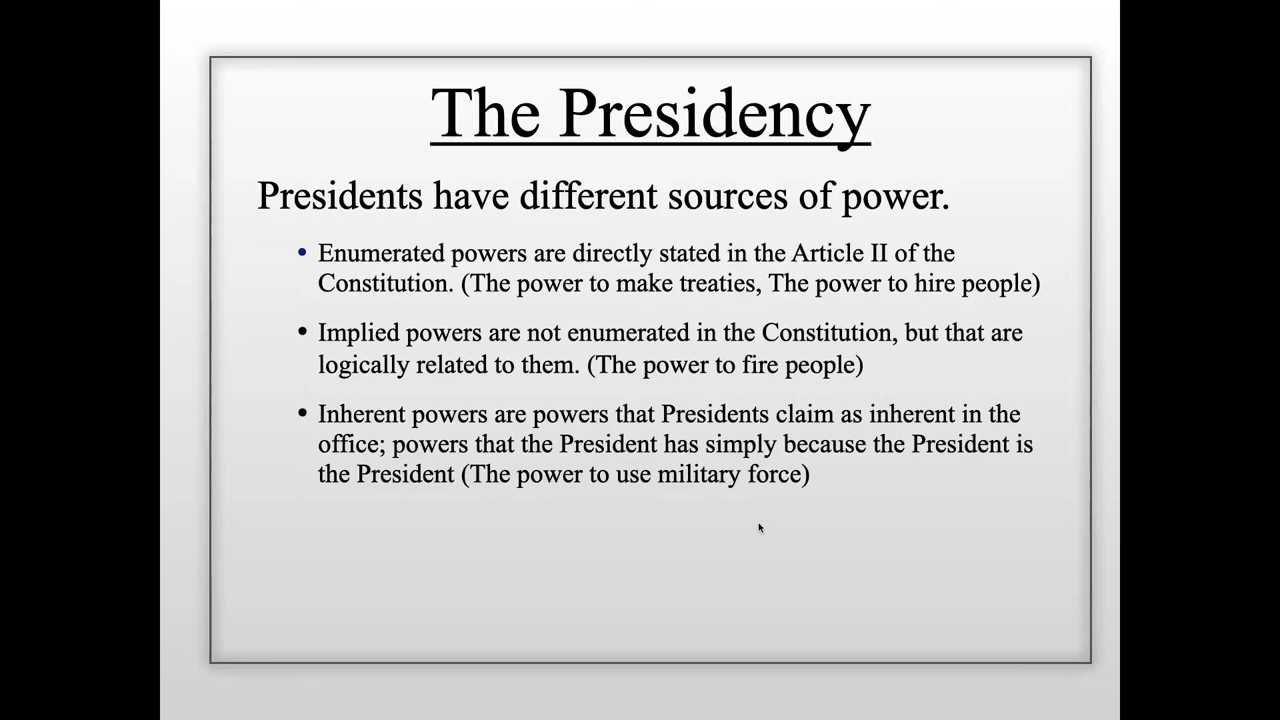 The Presidency
Presidents have different sources of power.
• Enumerated powers are directly stated in the Article II of the
Constitution. (The power to make treaties, The power to hire people)
• Implied powers are not enumerated in the Constitution, but that are
logically related to them. (The power to fire people)
• Inherent powers are powers that Presidents claim as inherent in the
office; powers that the President has simply because the President is
the President (The power to use military force)